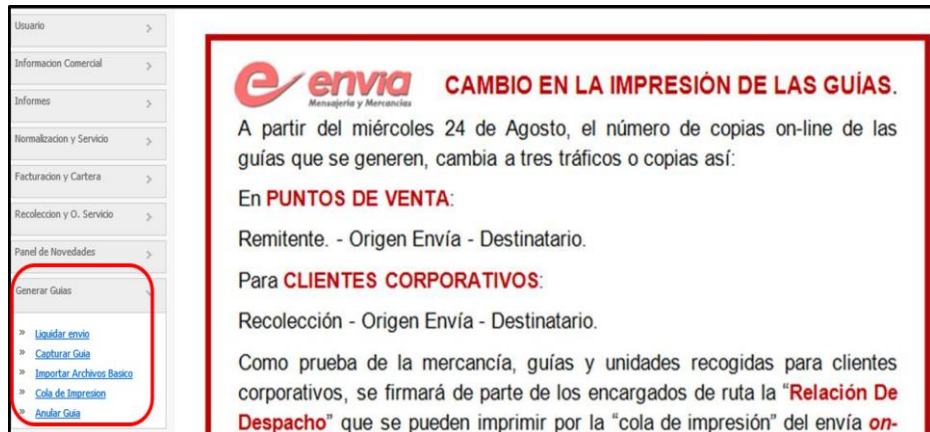 Usuario
Informacion Comercial
Informes
Normalizacion y Servicio
Facturacion y Cartera
Recoleccion y O. Servicio
Panel de Novedades
Generar Guias
» Liquidar envio
» Capturar Guia
» Importar Archivos Basico
» Cola de Impresion
» Anular Guia
e envía
Mensajería y Mercancías
CAMBIO EN LA IMPRESIÓN DE LAS GUÍAS.
A partir del miércoles 24 de Agosto, el número de copias on-line de las
guías que se generen, cambia a tres tráficos o copias así:
En PUNTOS DE VENTA:
Remitente. - Origen Envía - Destinatario.
Para CLIENTES CORPORATIVOS:
Recolección - Origen Envía - Destinatario.
Como prueba de la mercancía, guías y unidades recogidas para clientes
corporativos, se firmará de parte de los encargados de ruta la “Relación De
Despacho” que se pueden imprimir por la “cola de impresión” del envía on-